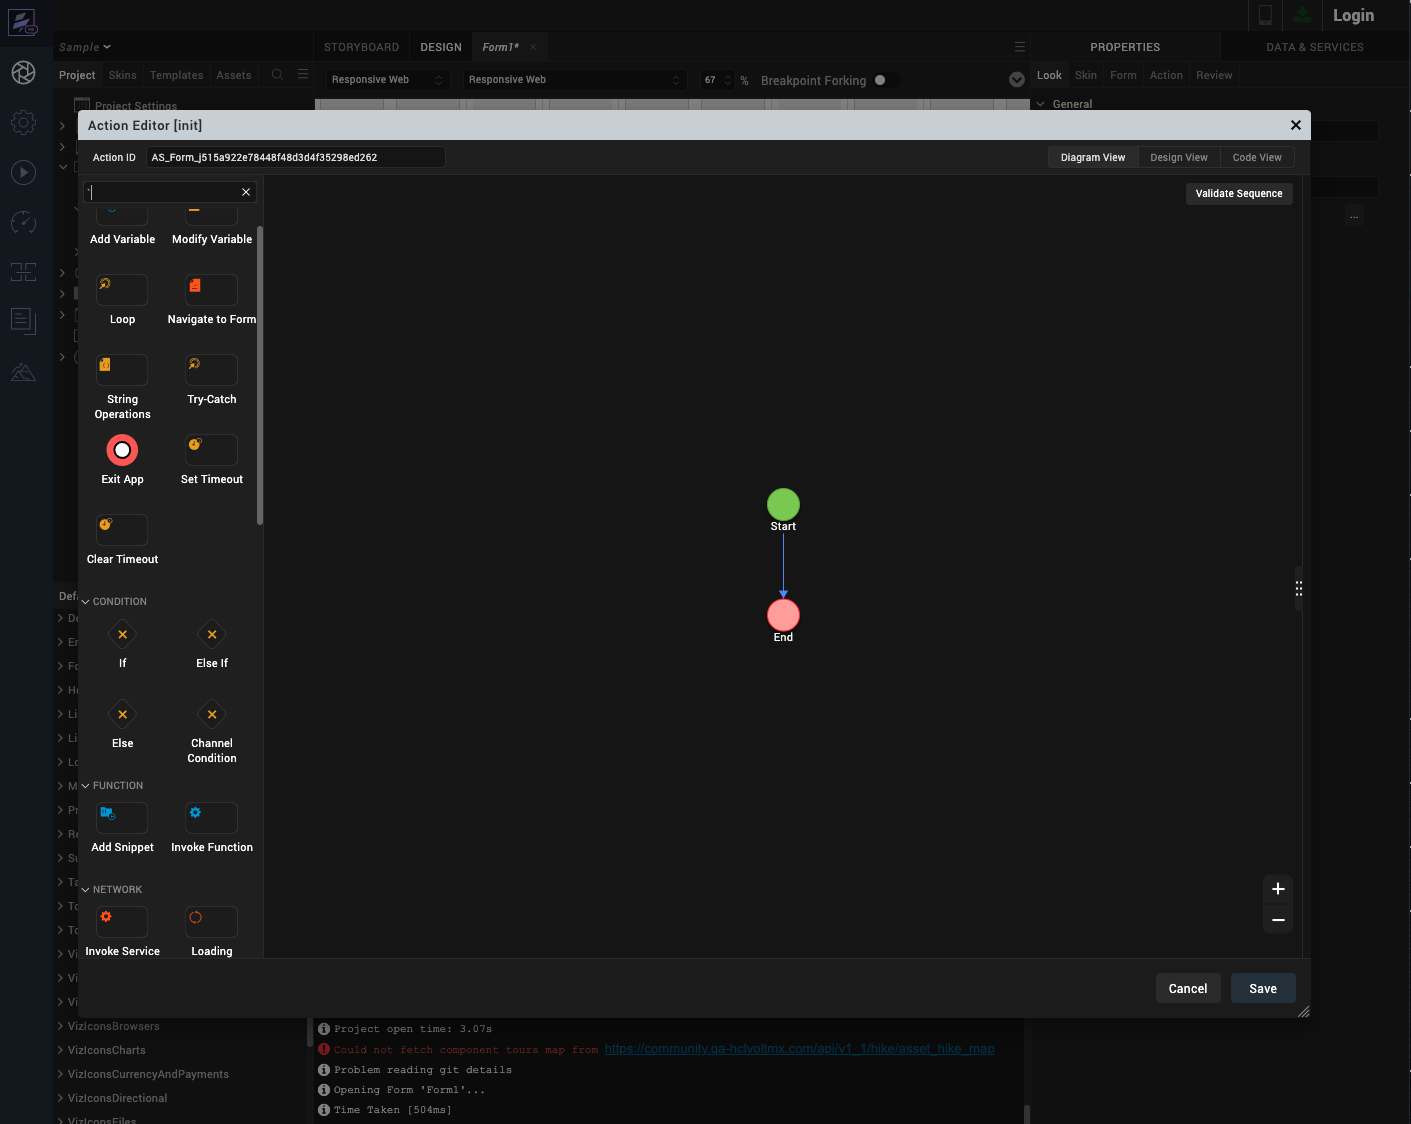 Login
Sample
STORYBOARD
DESIGN
Form1*
PROPERTIES
DATA & SERVICES
Project
Skins
Templates
Assets
Responsive Web
Responsive Web
67
%
Breakpoint Forking
Look
Skin
Form
Action
Review
Project Settings
General
Action Editor [init]
Action ID
AS_Form_j515a922e78448f48d3d4f35298ed262
Diagram View
Design View
Code View
`
Validate Sequence
...
Add Variable
Modify Variable
Loop
Navigate to Form
String
Operations
Try-Catch
Exit App
Set Timeout
Clear Timeout
CONDITION
If
Else If
Else
Channel
Condition
FUNCTION
Add Snippet
Invoke Function
NETWORK
Invoke Service
Loading
Start
End
+
−
Cancel
Save
VizIconsBrowsers
VizIconsCharts
VizIconsCurrencyAndPayments
VizIconsDirectional
VizIconsFiles
Project open time: 3.07s
Could not fetch component tours map from https://community.qa-hclvoltmx.com/api/v1_1/hike/asset_hike_map
Problem reading git details
Opening Form 'Form1'...
Time Taken [504ms]